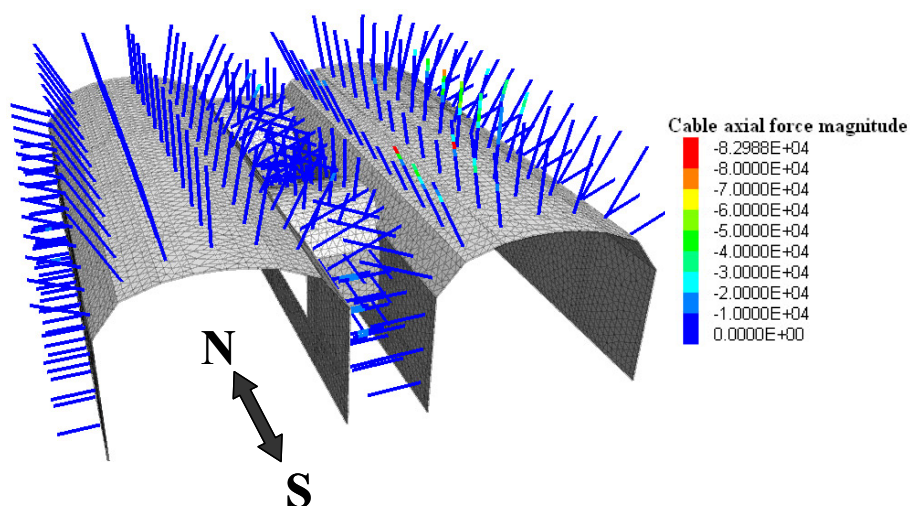 Cable axial force magnitude
-8.2988E+04
-8.0000E+04
-7.0000E+04
-6.0000E+04
-5.0000E+04
-4.0000E+04
-3.0000E+04
-2.0000E+04
-1.0000E+04
0.0000E+00
N
S